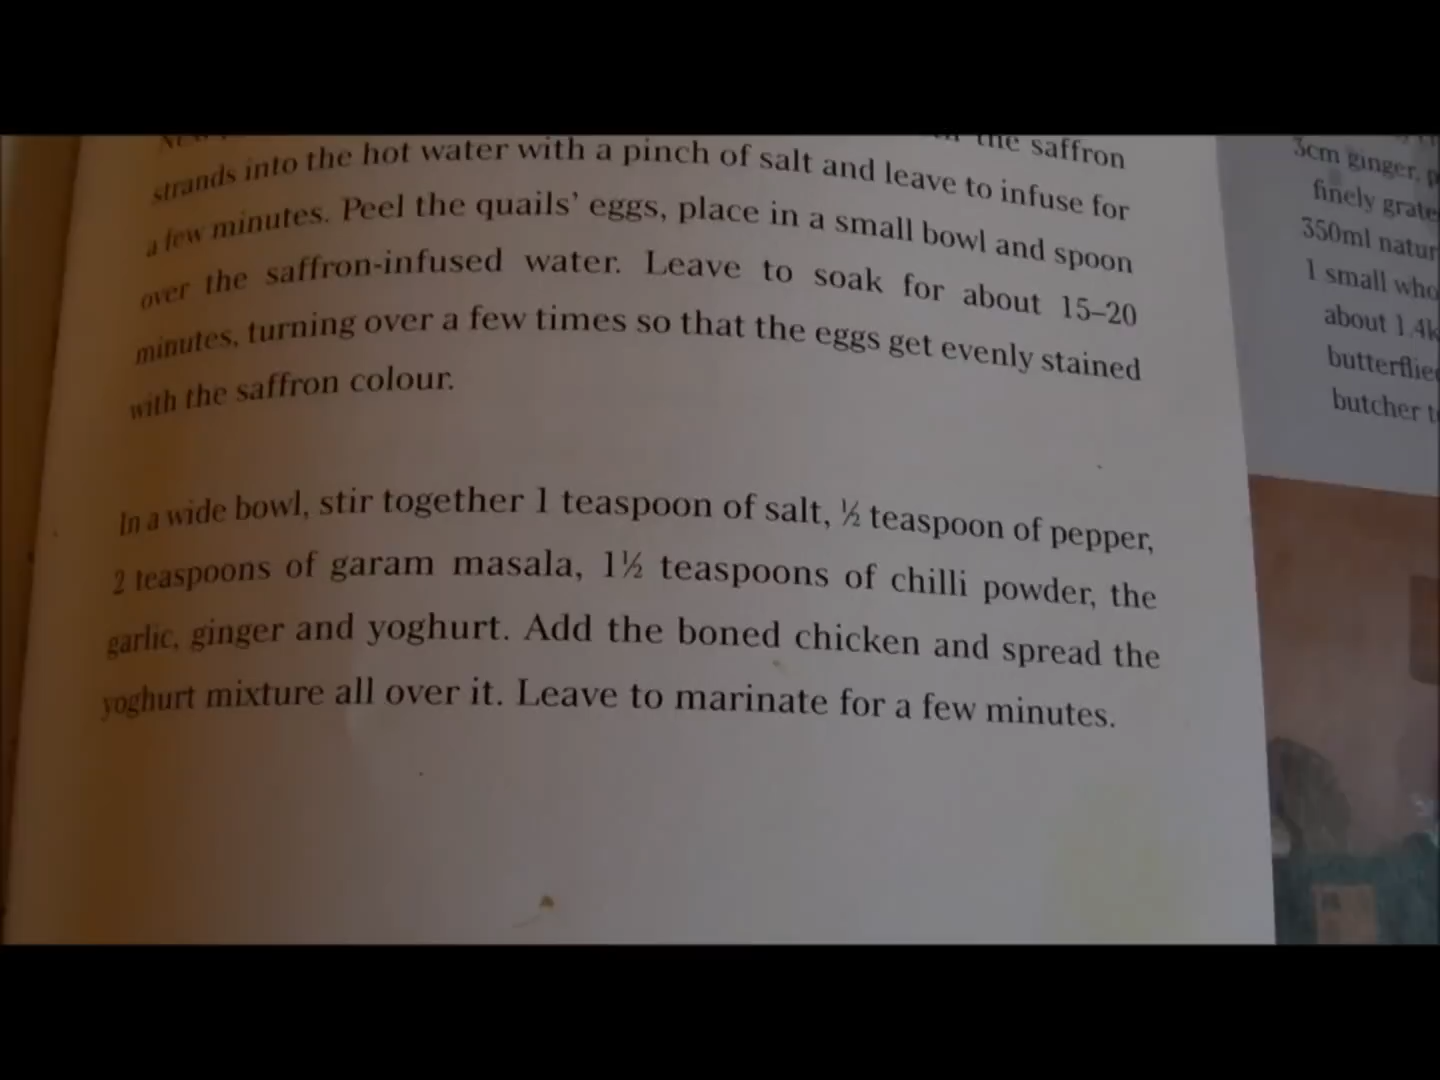 the saffron
strands into the hot water with a pinch of salt and leave to infuse for
a few minutes. Peel the quails' eggs, place in a small bowl and spoon
over the saffron-infused water. Leave to soak for about 15–20
minutes, turning over a few times so that the eggs get evenly stained
with the saffron colour.
In a wide bowl, stir together 1 teaspoon of salt, ½ teaspoon of pepper,
2 teaspoons of garam masala, 1½ teaspoons of chilli powder, the
garlic, ginger and yoghurt. Add the boned chicken and spread the
yoghurt mixture all over it. Leave to marinate for a few minutes.
3cm ginger, p
finely grate
350ml natur
1 small who
about 1.4k
butterflie
butcher t